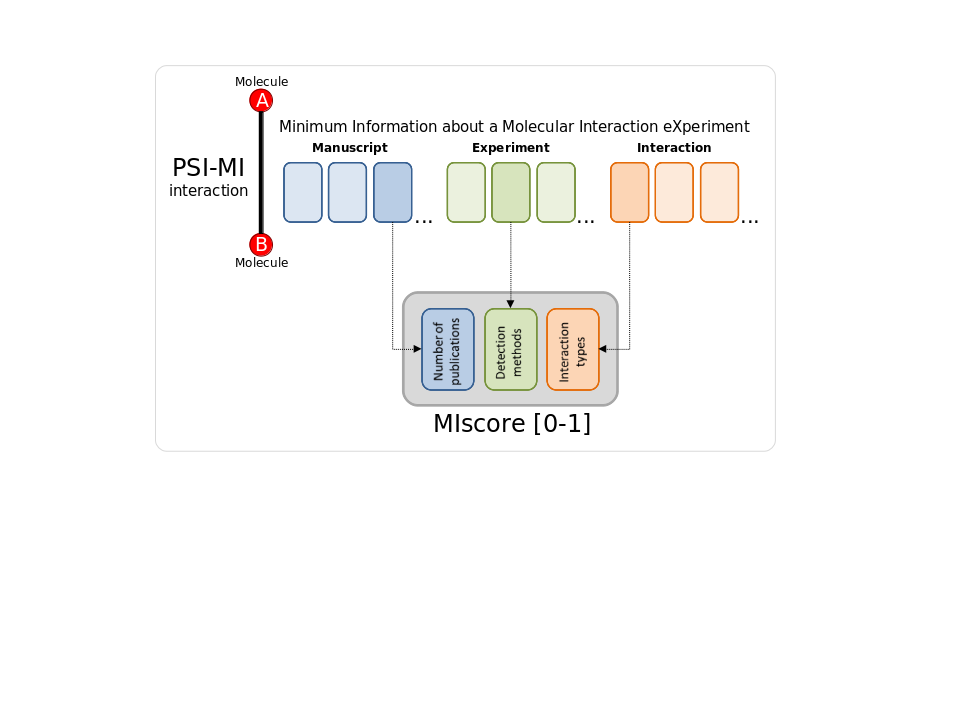 Molecule
A
PSI-MI
interaction
B
Molecule
Minimum Information about a Molecular Interaction eXperiment
Manuscript
Experiment
Interaction
...
...
...
Number of
publications
Detection
methods
Interaction
types
MIscore [0-1]